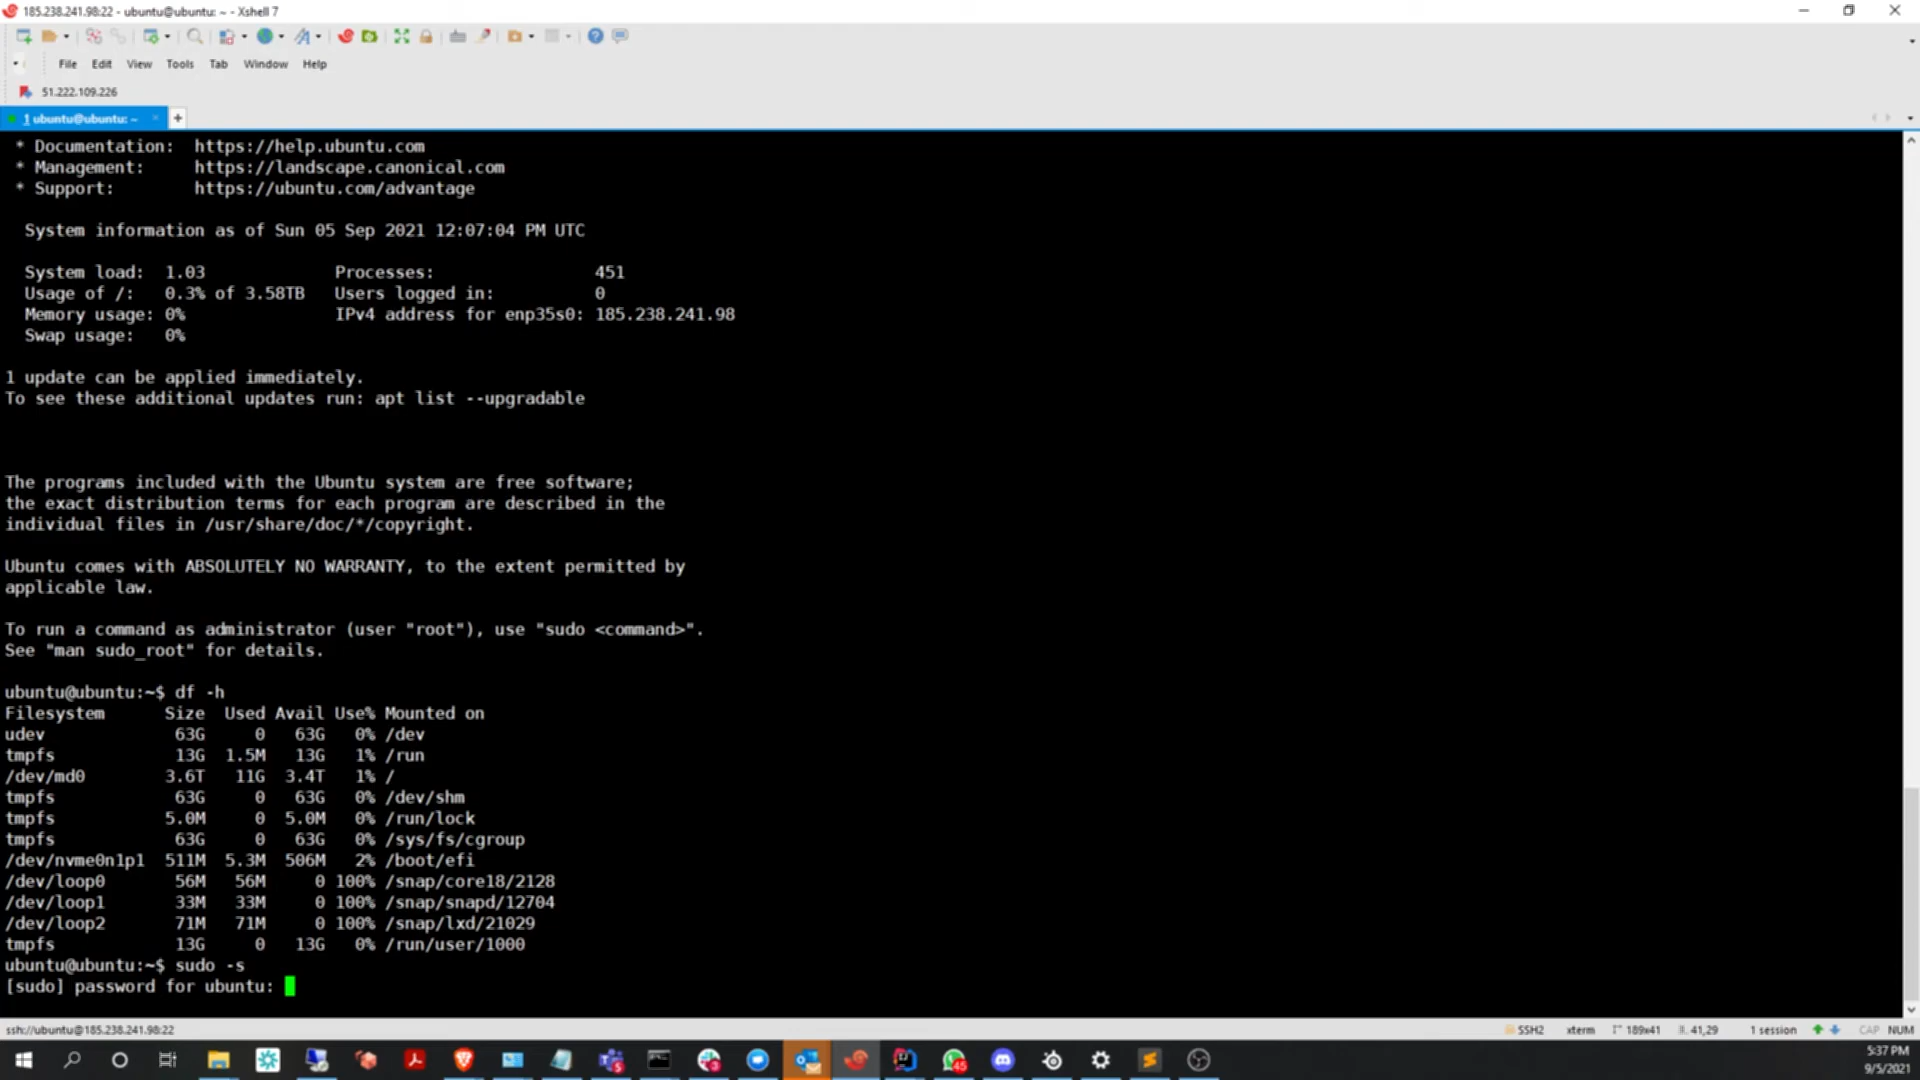 185.238.241.98:22 - ubuntu@ubuntu: ~ - Xshell 7
File Edit View Tools Tab Window Help
51.222.109.226
1 ubuntu@ubuntu: ~
* Documentation:  https://help.ubuntu.com
* Management:     https://landscape.canonical.com
* Support:        https://ubuntu.com/advantage
System information as of Sun 05 Sep 2021 12:07:04 PM UTC
System load:  1.03             Processes:                451
Usage of /:   0.3% of 3.58TB   Users logged in:          0
Memory usage: 0%               IPv4 address for enp35s0: 185.238.241.98
Swap usage:   0%
1 update can be applied immediately.
To see these additional updates run: apt list --upgradable
The programs included with the Ubuntu system are free software;
the exact distribution terms for each program are described in the
individual files in /usr/share/doc/*/copyright.
Ubuntu comes with ABSOLUTELY NO WARRANTY, to the extent permitted by
applicable law.
To run a command as administrator (user "root"), use "sudo <command>".
See "man sudo_root" for details.
ubuntu@ubuntu:~$ df -h
Filesystem      Size  Used Avail Use% Mounted on
udev             63G     0   63G   0% /dev
tmpfs            13G  1.5M   13G   1% /run
/dev/md0        3.6T   11G  3.4T   1% /
tmpfs            63G     0   63G   0% /dev/shm
tmpfs           5.0M     0  5.0M   0% /run/lock
tmpfs            63G     0   63G   0% /sys/fs/cgroup
/dev/nvme0n1p1  511M  5.3M  506M   2% /boot/efi
/dev/loop0       56M   56M     0 100% /snap/core18/2128
/dev/loop1       33M   33M     0 100% /snap/snapd/12704
/dev/loop2       71M   71M     0 100% /snap/lxd/21029
tmpfs            13G     0   13G   0% /run/user/1000
ubuntu@ubuntu:~$ sudo -s
[sudo] password for ubuntu:
ssh://ubuntu@185.238.241.98:22 SSH2 xterm 189x41 41,29 1 session CAP NUM
5:37 PM
9/5/2021